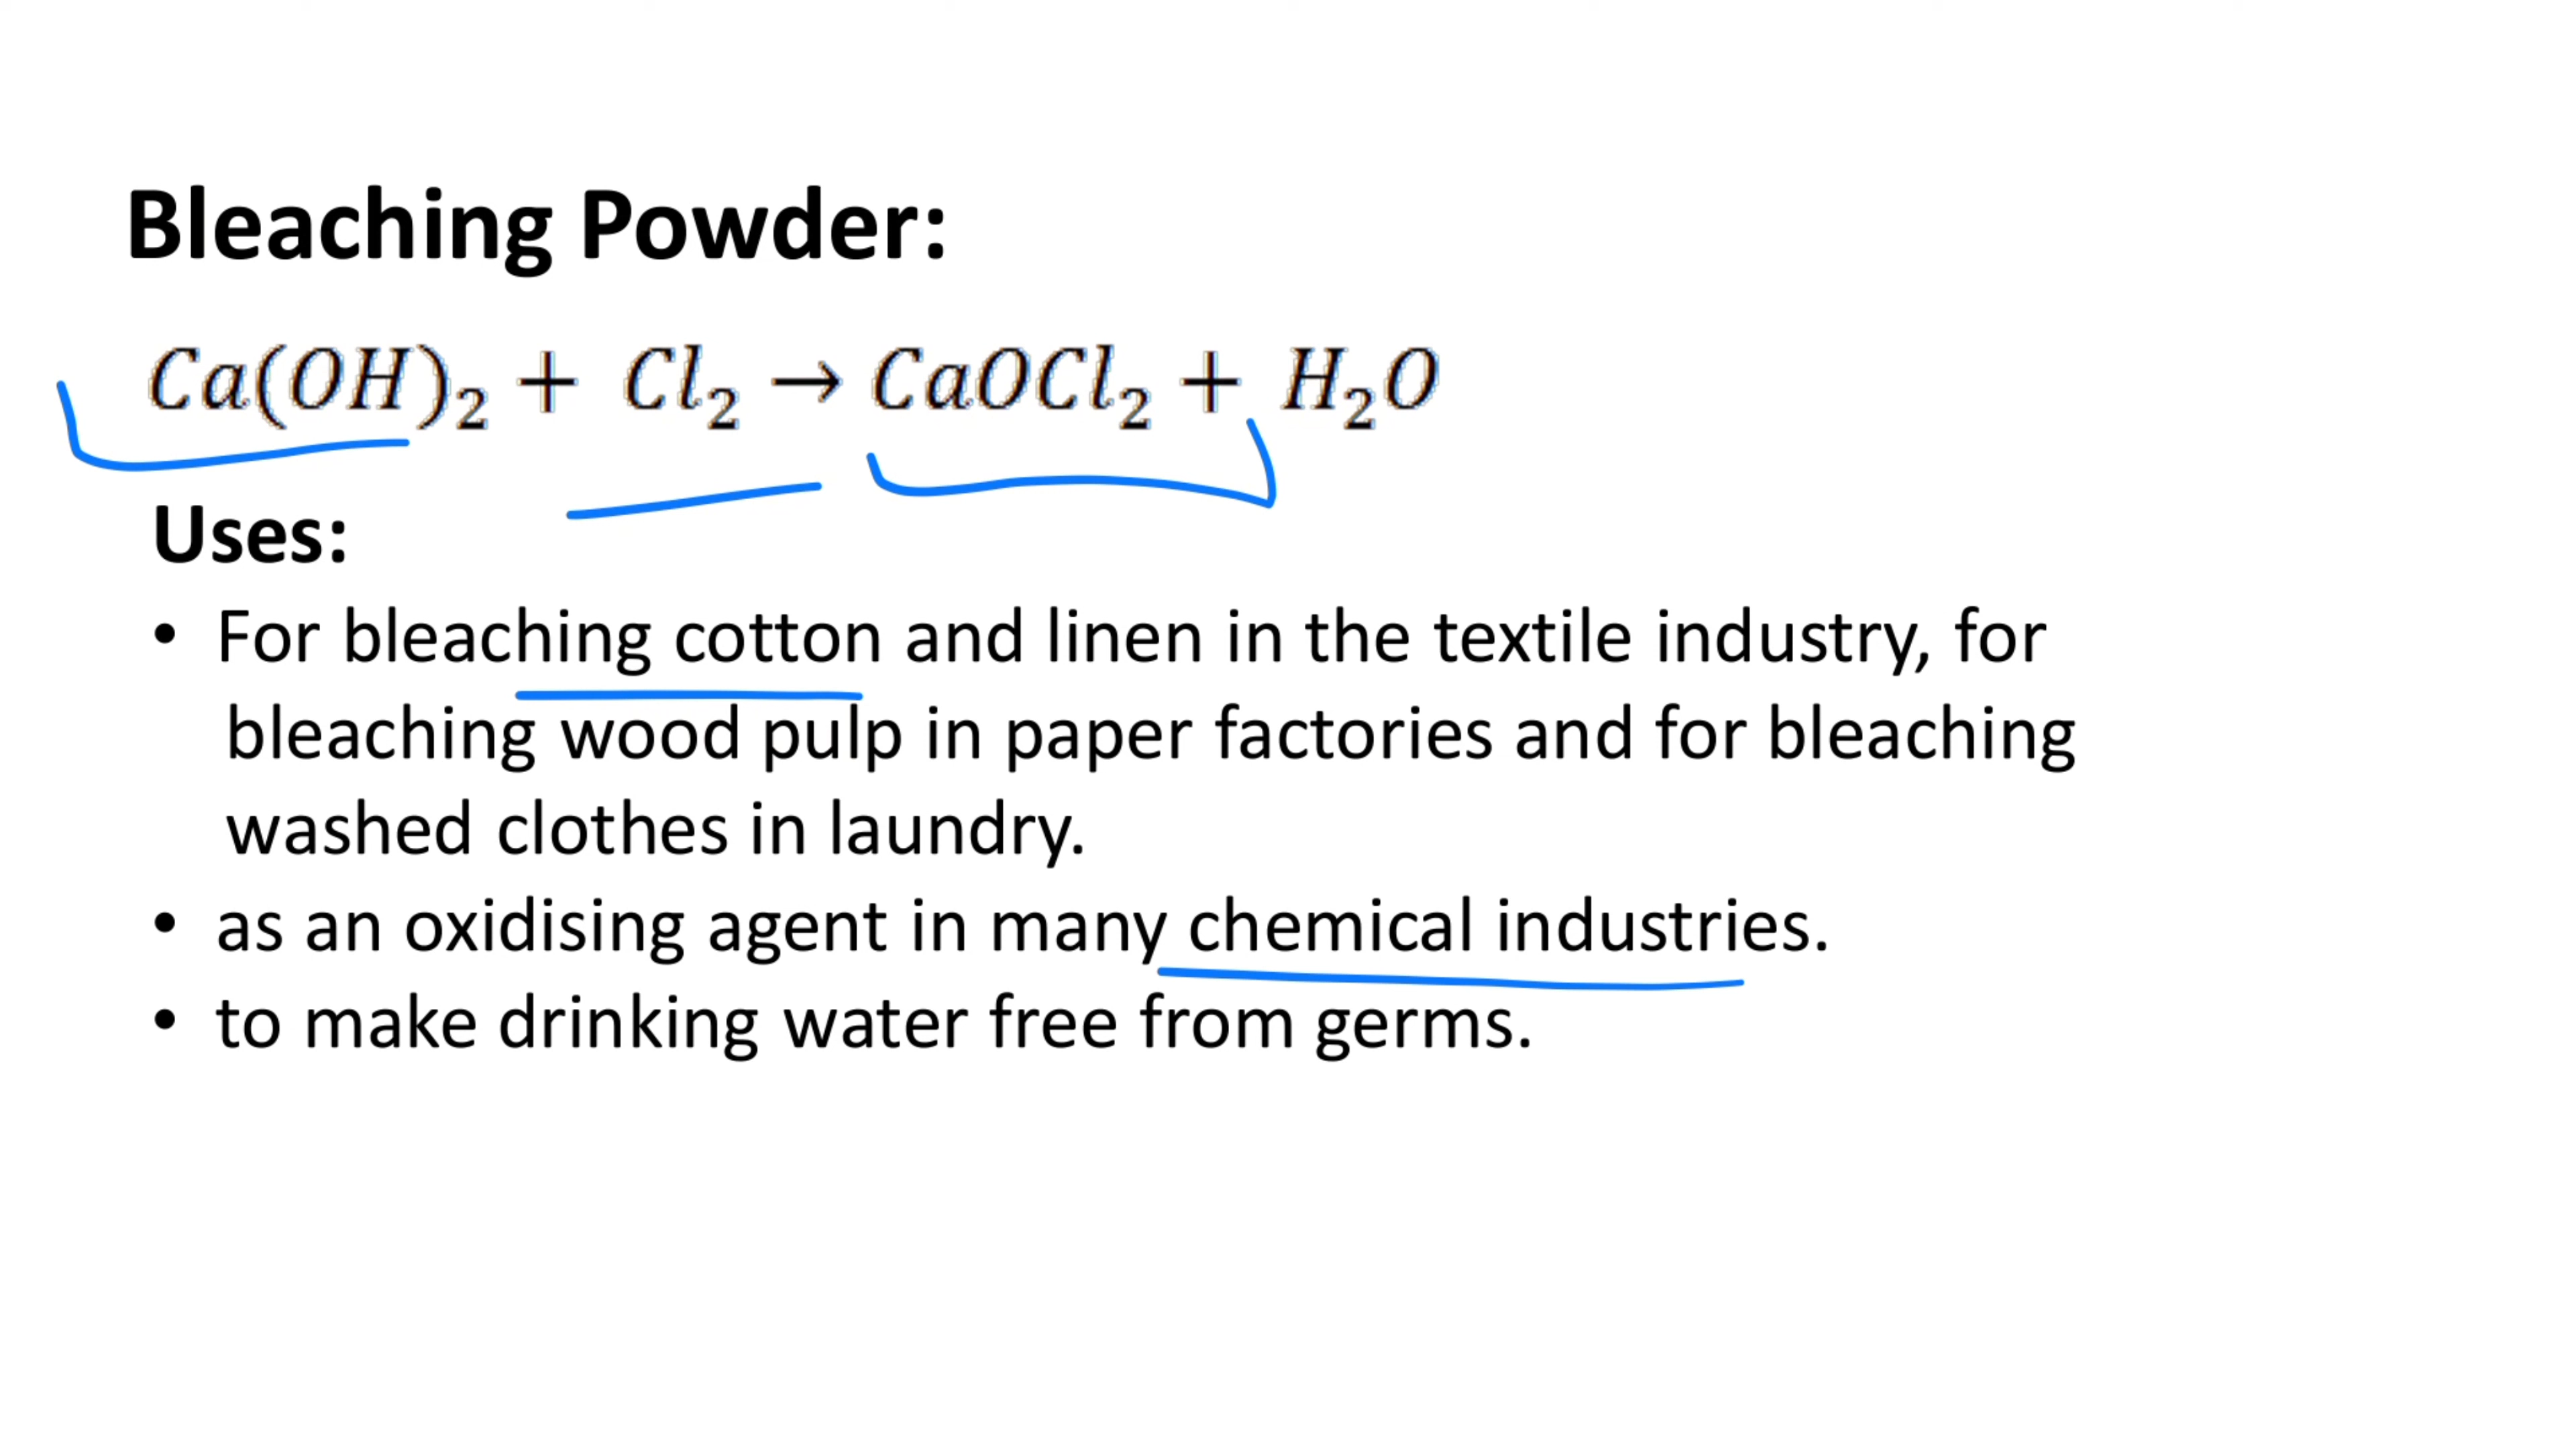 Bleaching Powder:
Ca(OH)₂ + Cl₂ → CaOCl₂ + H₂O
Uses:
• For bleaching cotton and linen in the textile industry, for
bleaching wood pulp in paper factories and for bleaching
washed clothes in laundry.
• as an oxidising agent in many chemical industries.
• to make drinking water free from germs.